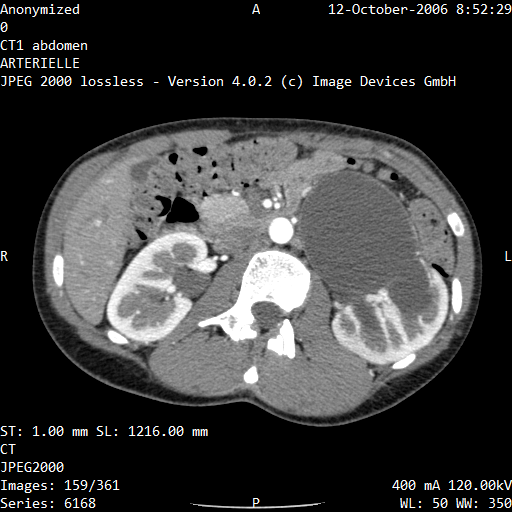 Anonymized A 12-October-2006 8:52:29
0
CT1 abdomen
ARTERIELLE
JPEG 2000 lossless - Version 4.0.2 (c) Image Devices GmbH
R L
ST: 1.00 mm SL: 1216.00 mm
CT
JPEG2000
Images: 159/361 400 mA 120.00kV
Series: 6168 P WL: 50 WW: 350